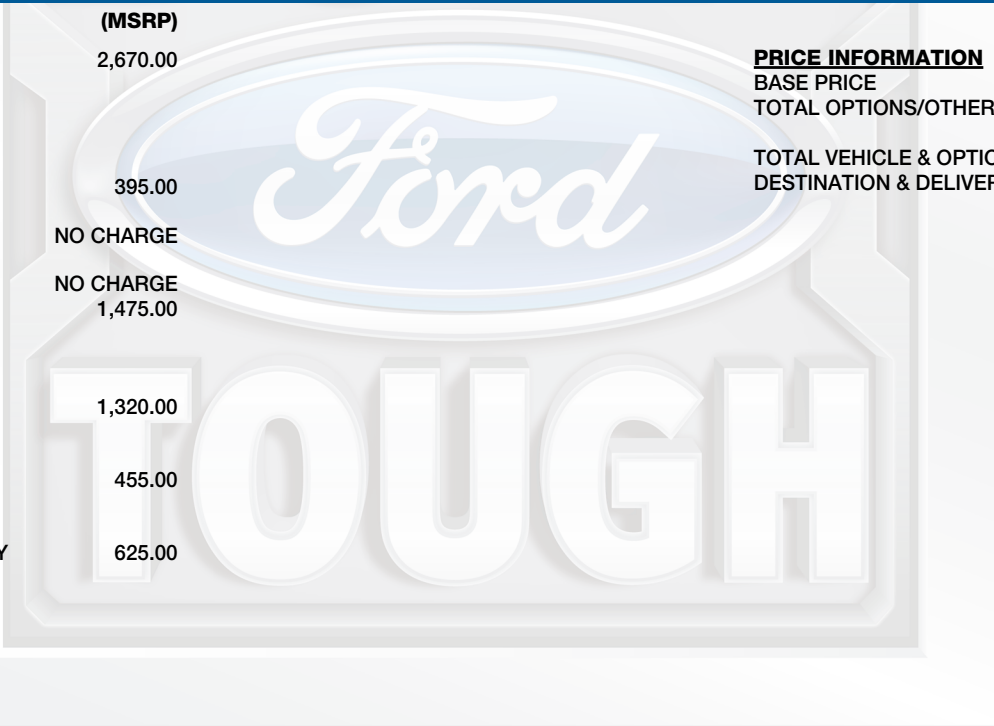 (MSRP)
2,670.00
395.00
NO CHARGE
NO CHARGE
1,475.00
1,320.00
455.00
Y 625.00
PRICE INFORMATION
BASE PRICE
TOTAL OPTIONS/OTHER
TOTAL VEHICLE & OPTIO
DESTINATION & DELIVER
Ford
TOUGH